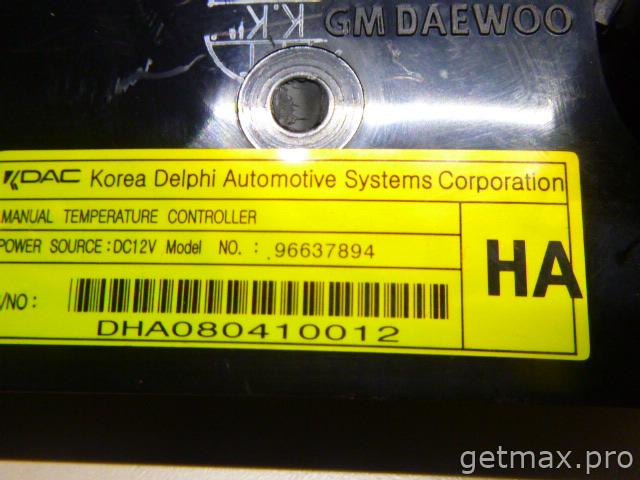 K.K"
GM DAEWOO
KDAC Korea Delphi Automotive Systems Corporation
MANUAL TEMPERATURE CONTROLLER
POWER SOURCE : DC12V Model NO. : 96637894
HA
/NO :
DHA080410012
getmax.pro